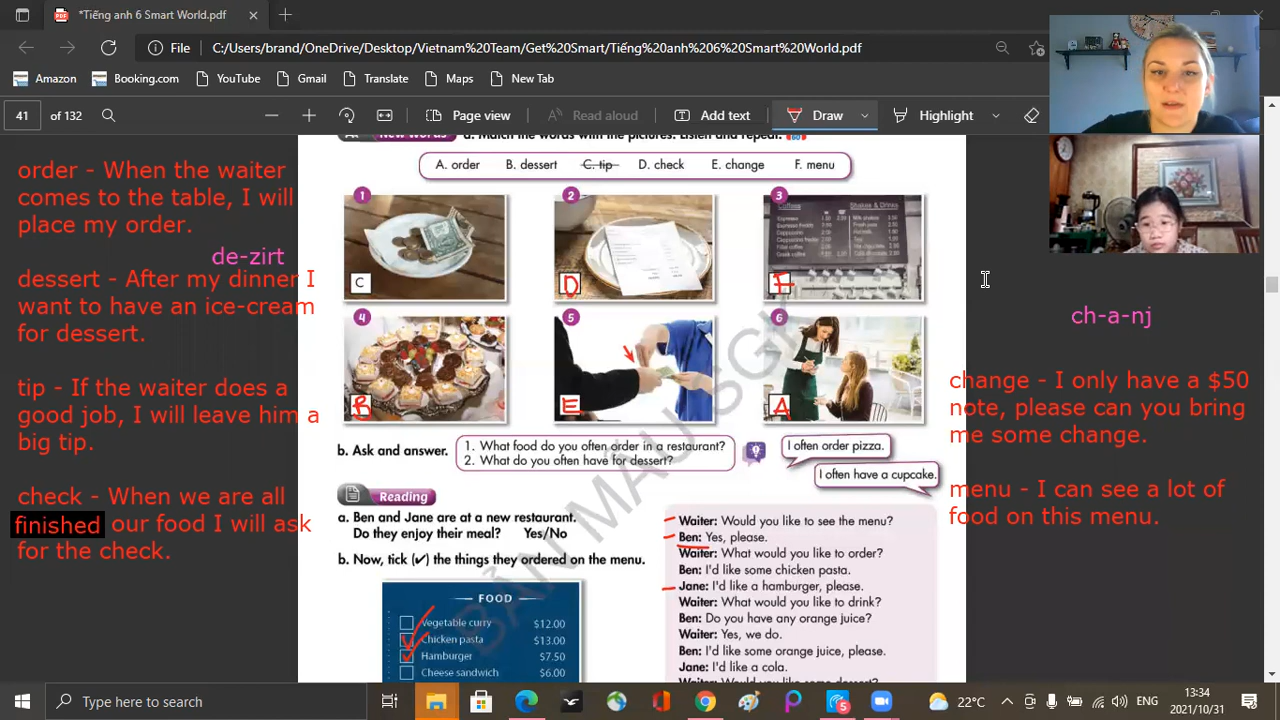 *Tiếng anh 6 Smart World.pdf
File
C:/Users/brand/OneDrive/Desktop/Vietnam%20Team/Get%20Smart/Tiếng%20anh%206%20Smart%20World.pdf
Amazon
Booking.com
YouTube
Gmail
Translate
Maps
New Tab
41 of 132
Page view
Read aloud
Add text
Draw
Highlight
order - When the waiter
comes to the table, I will
place my order.
de-zirt
dessert - After my dinner I
want to have an ice-cream
for dessert.
tip - If the waiter does a
good job, I will leave him a
big tip.
check - When we are all
finished our food I will ask
for the check.
New Words a. Match the words with the pictures. Listen and repeat.
A. order B. dessert C. tip D. check E. change F. menu
1
C
2
D
3
F
4
B
5
E
6
A
b. Ask and answer.
1. What food do you often order in a restaurant?
2. What do you often have for dessert?
I often order pizza.
I often have a cupcake.
Reading
a. Ben and Jane are at a new restaurant.
Do they enjoy their meal? Yes/No
b. Now, tick (✔) the things they ordered on the menu.
FOOD
Vegetable curry $12.00
Chicken pasta $13.00
Hamburger $7.50
Cheese sandwich $6.00
Waiter: Would you like to see the menu?
Ben: Yes, please.
Waiter: What would you like to order?
Ben: I'd like some chicken pasta.
Jane: I'd like a hamburger, please.
Waiter: What would you like to drink?
Ben: Do you have any orange juice?
Waiter: Yes, we do.
Ben: I'd like some orange juice, please.
Jane: I'd like a cola.
Waiter: Would you like some dessert?
ch-a-nj
change - I only have a $50
note, please can you bring
me some change.
menu - I can see a lot of
food on this menu.
BẢN MẪU SGK
Type here to search
22°C
ENG
13:34
2021/10/31